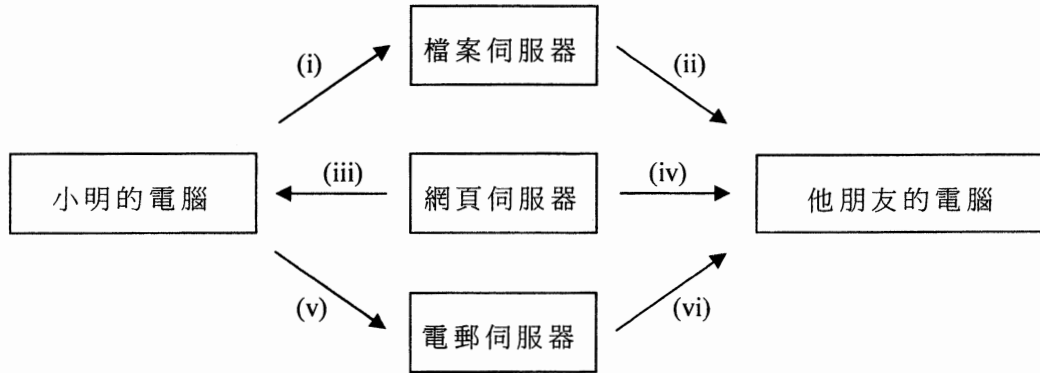 檔案伺服器
(i)
(ii)
小明的電腦
(iii)
網頁伺服器
(iv)
他朋友的電腦
(v)
電郵伺服器
(vi)